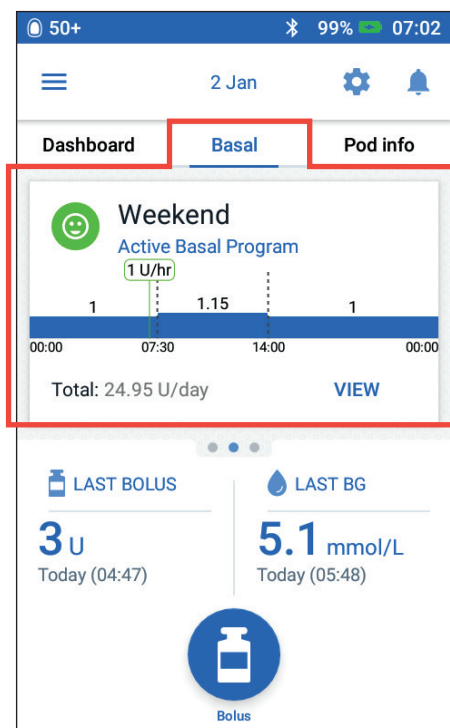 50+ 99% 07:02
2 Jan
Dashboard Basal Pod info
Weekend
Active Basal Program
1 U/hr
1 1.15 1
00:00 07:30 14:00 00:00
Total: 24.95 U/day VIEW
LAST BOLUS LAST BG
3 U 5.1 mmol/L
Today (04:47) Today (05:48)
Bolus